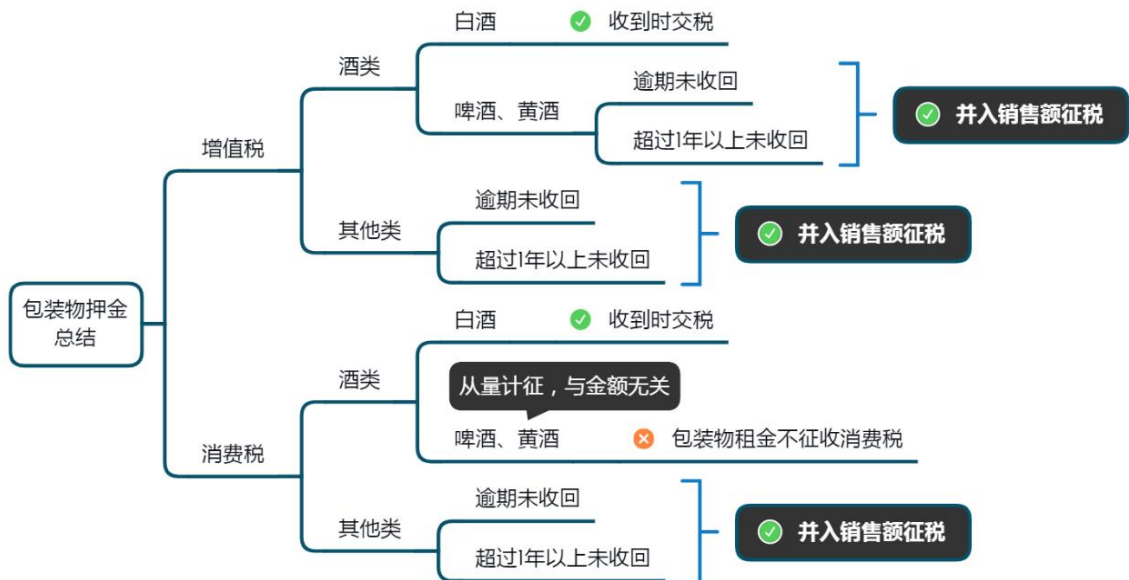 包装物押金
总结
增值税
酒类
白酒
收到时交税
啤酒、黄酒
逾期未收回
超过1年以上未收回
并入销售额征税
其他类
逾期未收回
超过1年以上未收回
并入销售额征税
消费税
酒类
白酒
收到时交税
从量计征，与金额无关
啤酒、黄酒
包装物租金不征收消费税
其他类
逾期未收回
超过1年以上未收回
并入销售额征税